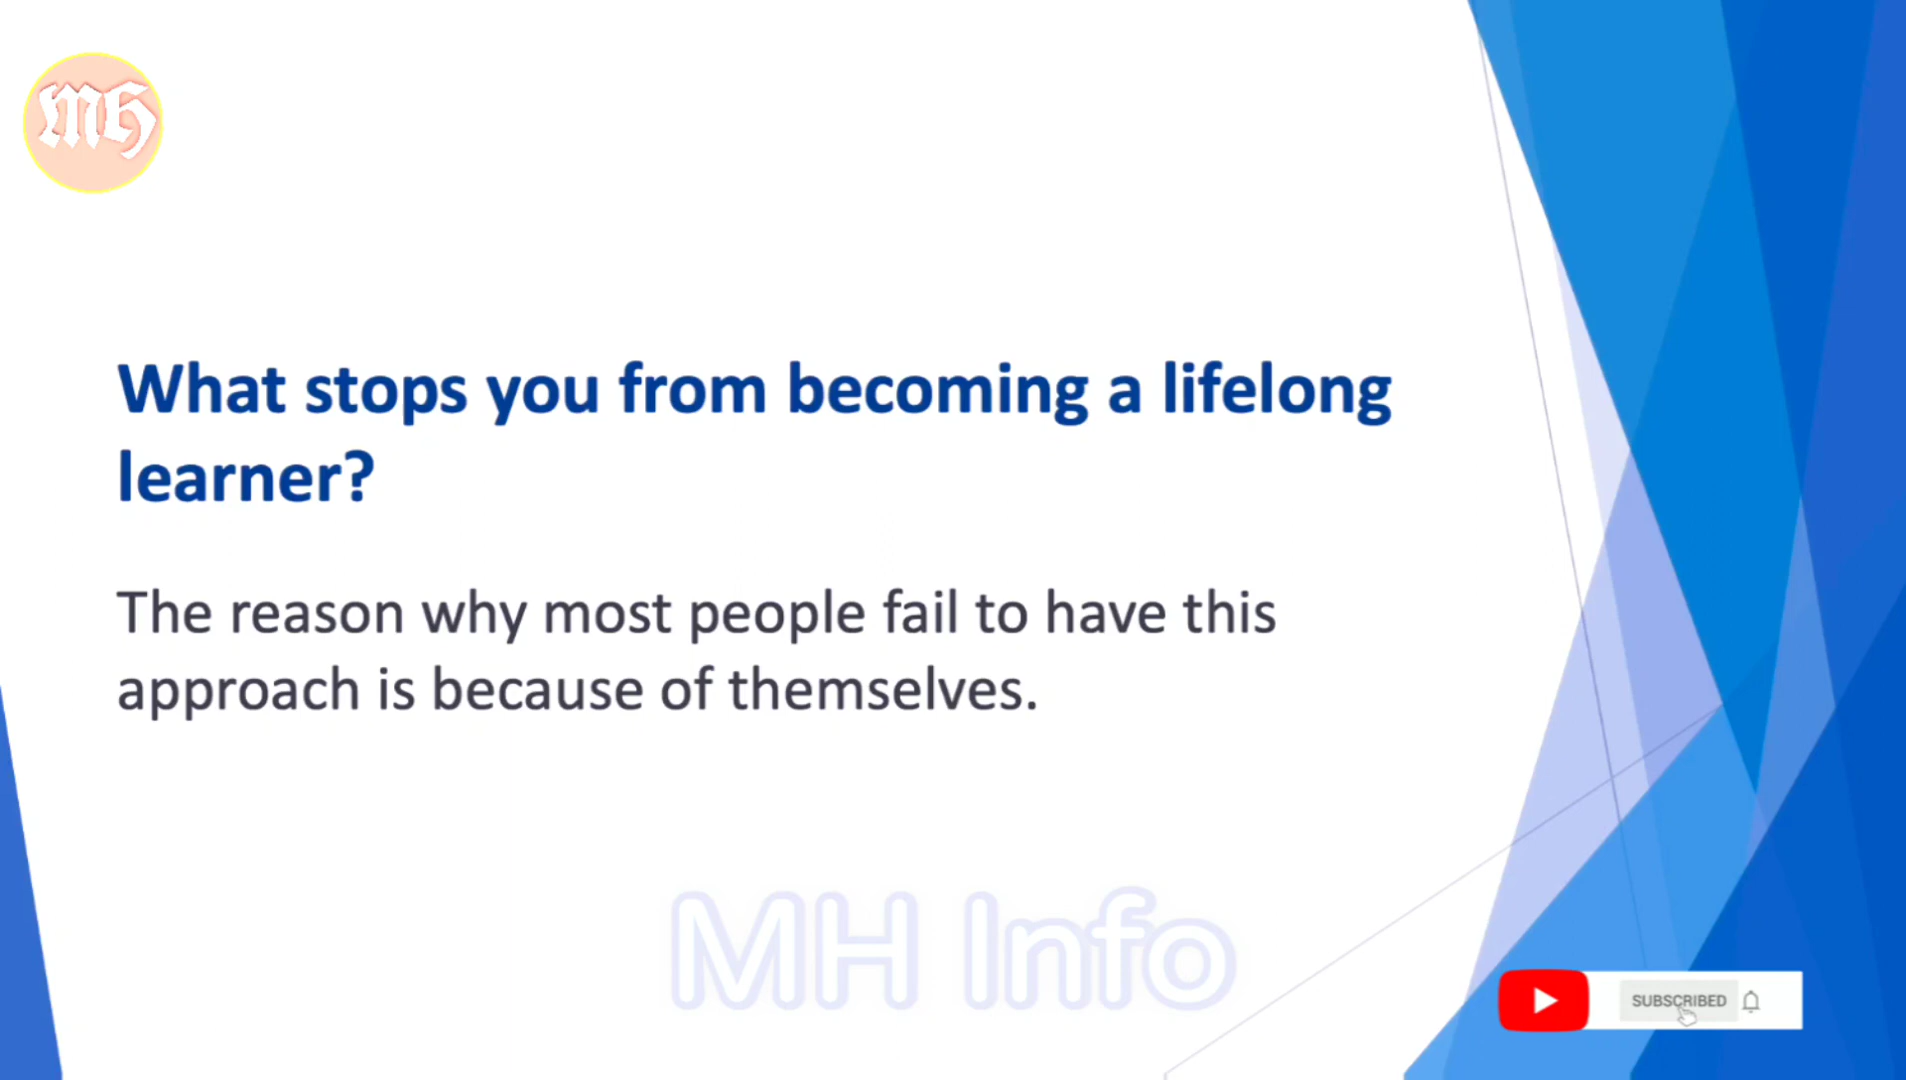 MH
What stops you from becoming a lifelong
learner?
The reason why most people fail to have this
approach is because of themselves.
MH Info
SUBSCRIBED